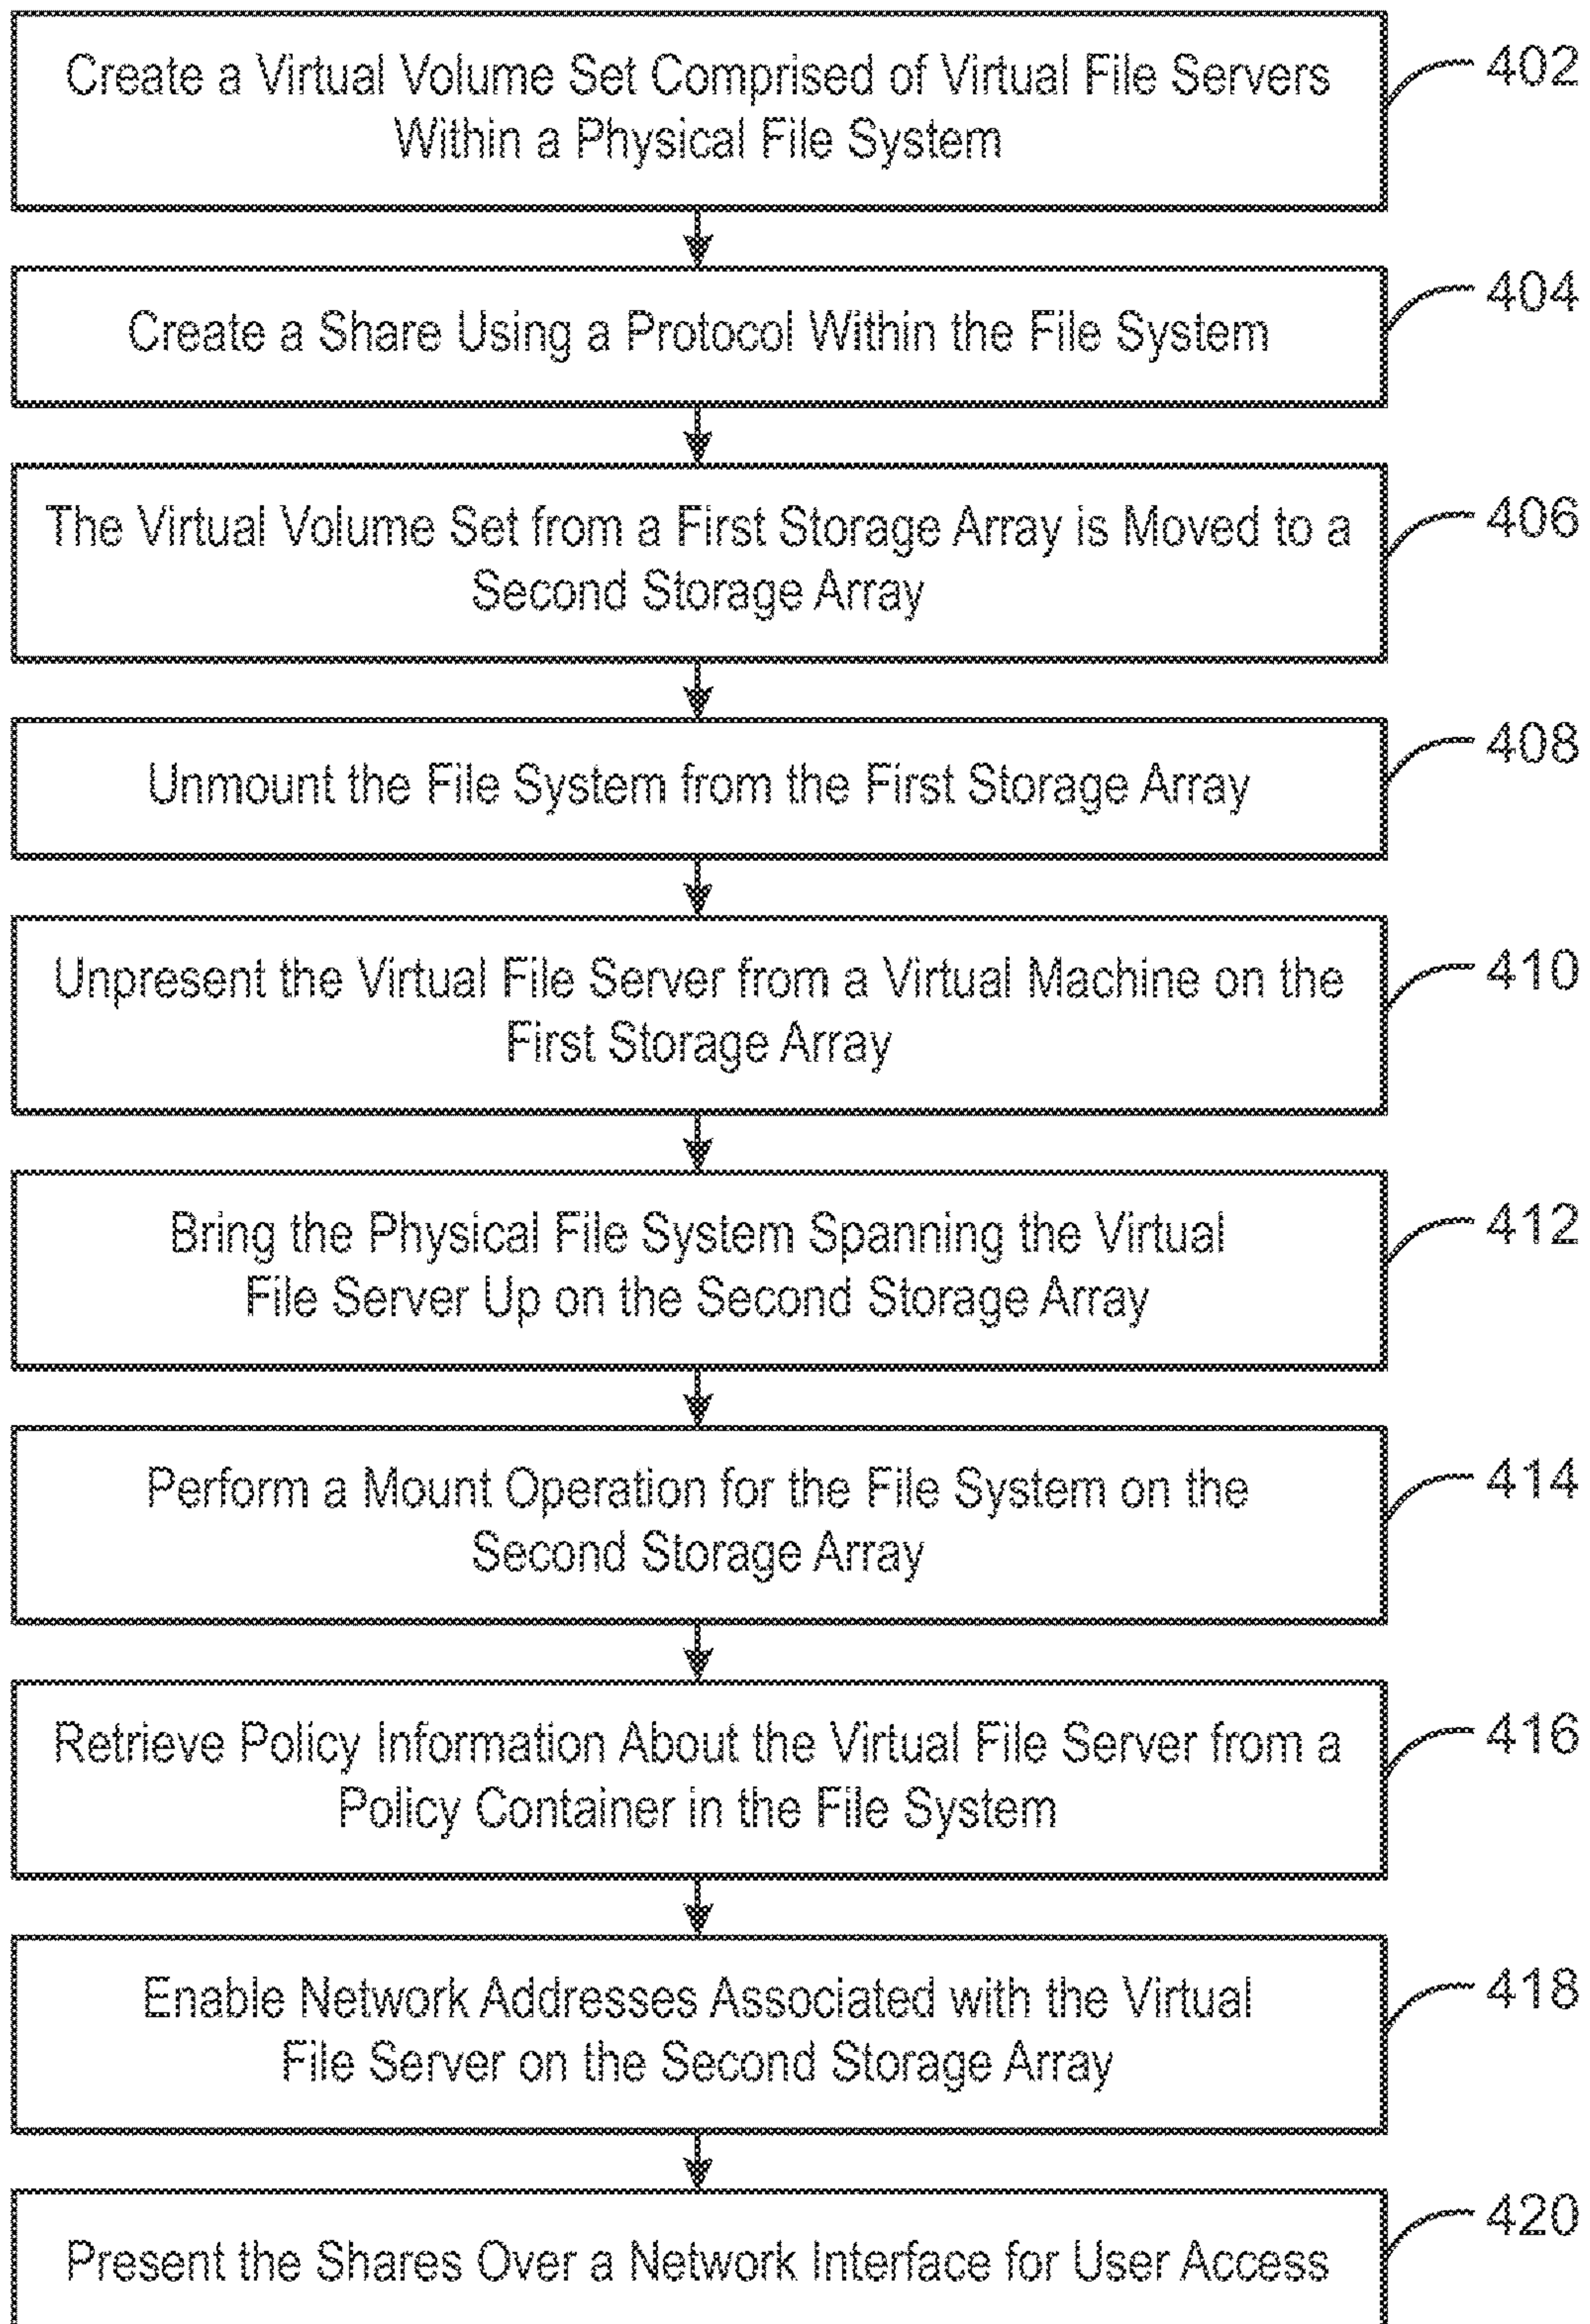 Create a Virtual Volume Set Comprised of Virtual File Servers
Within a Physical File System
402
Create a Share Using a Protocol Within the File System
404
The Virtual Volume Set from a First Storage Array is Moved to a
Second Storage Array
406
Unmount the File System from the First Storage Array
408
Unpresent the Virtual File Server from a Virtual Machine on the
First Storage Array
410
Bring the Physical File System Spanning the Virtual
File Server Up on the Second Storage Array
412
Perform a Mount Operation for the File System on the
Second Storage Array
414
Retrieve Policy Information About the Virtual File Server from a
Policy Container in the File System
416
Enable Network Addresses Associated with the Virtual
File Server on the Second Storage Array
418
Present the Shares Over a Network Interface for User Access
420